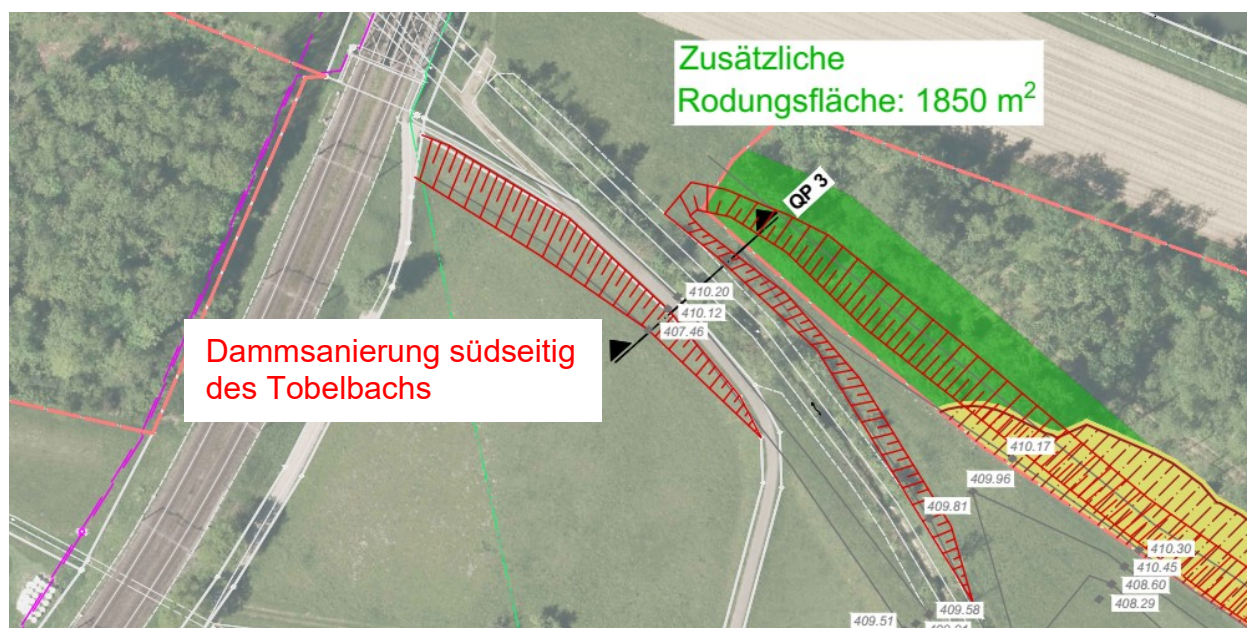 Zusätzliche
Rodungsfläche: 1850 m²
QP 3
410.20
410.12
407.46
Dammsanierung südseitig
des Tobelbachs
410.17
409.96
409.81
410.30
410.45
408.60
408.29
409.58
409.51